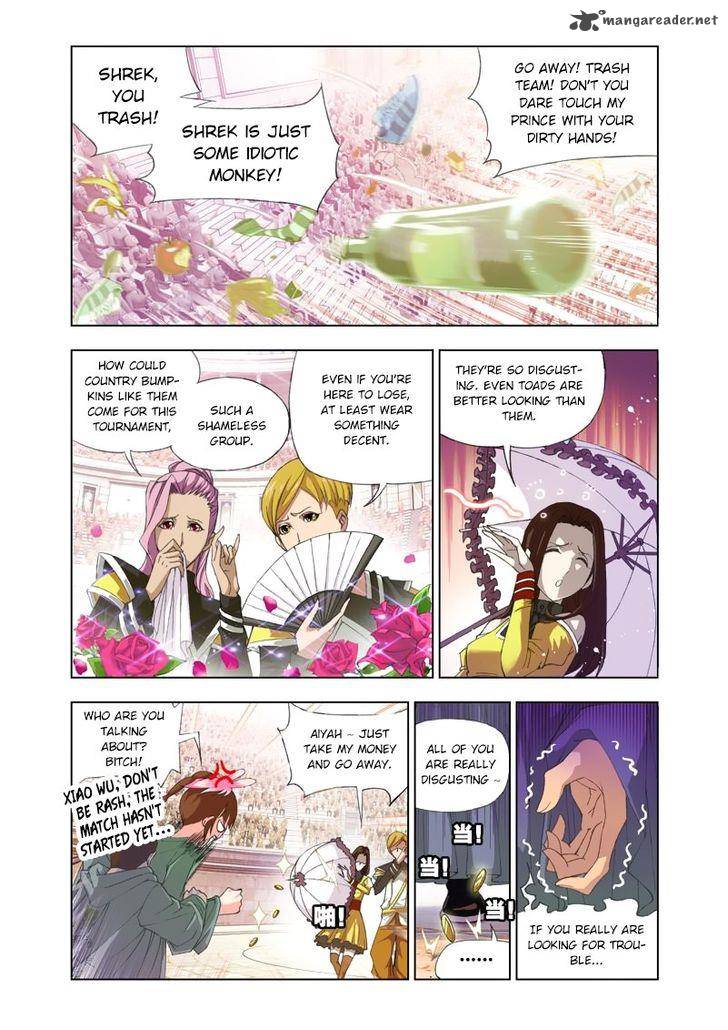 mangareader.net
SHREK,
YOU
TRASH!
SHREK IS JUST
SOME IDIOTIC
MONKEY!
GO AWAY! TRASH
TEAM! DON'T YOU
DARE TOUCH MY
PRINCE WITH YOUR
DIRTY HANDS!
HOW COULD
COUNTRY BUMP-
KINS LIKE THEM
COME FOR THIS
TOURNAMENT,
SUCH A
SHAMELESS
GROUP.
EVEN IF YOU'RE
HERE TO LOSE,
AT LEAST WEAR
SOMETHING
DECENT.
THEY'RE SO DISGUST-
ING. EVEN TOADS ARE
BETTER LOOKING THAN
THEM.
WHO ARE YOU
TALKING
ABOUT?
BITCH!
XIAO WU, DON'T
BE RASH, THE
MATCH HASN'T
STARTED YET...
AIYAH ~ JUST
TAKE MY MONEY
AND GO AWAY.
啪!
ALL OF YOU
ARE REALLY
DISGUSTING ~
当!
当!
当!
......
IF YOU REALLY ARE
LOOKING FOR TROU-
BLE...